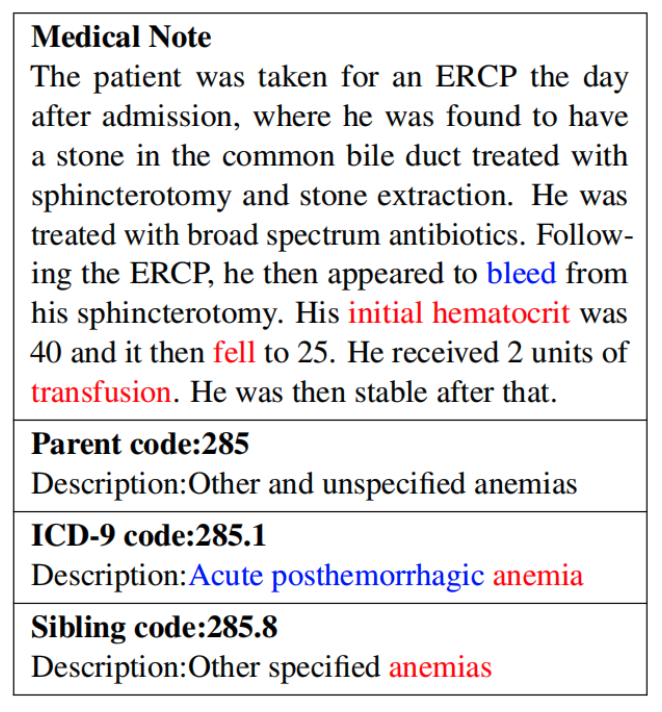 Medical Note
The patient was taken for an ERCP the day
after admission, where he was found to have
a stone in the common bile duct treated with
sphincterotomy and stone extraction. He was
treated with broad spectrum antibiotics. Follow-
ing the ERCP, he then appeared to bleed from
his sphincterotomy. His initial hematocrit was
40 and it then fell to 25. He received 2 units of
transfusion. He was then stable after that.
Parent code:285
Description:Other and unspecified anemias
ICD-9 code:285.1
Description:Acute posthemorrhagic anemia
Sibling code:285.8
Description:Other specified anemias